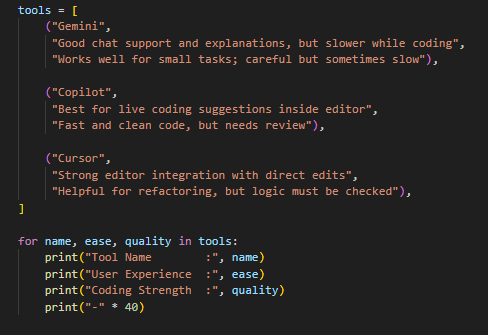 tools = [
    ("Gemini",
     "Good chat support and explanations, but slower while coding",
     "Works well for small tasks; careful but sometimes slow"),

    ("Copilot",
     "Best for live coding suggestions inside editor",
     "Fast and clean code, but needs review"),

    ("Cursor",
     "Strong editor integration with direct edits",
     "Helpful for refactoring, but logic must be checked"),
]

for name, ease, quality in tools:
    print("Tool Name        :", name)
    print("User Experience  :", ease)
    print("Coding Strength  :", quality)
    print("-" * 40)